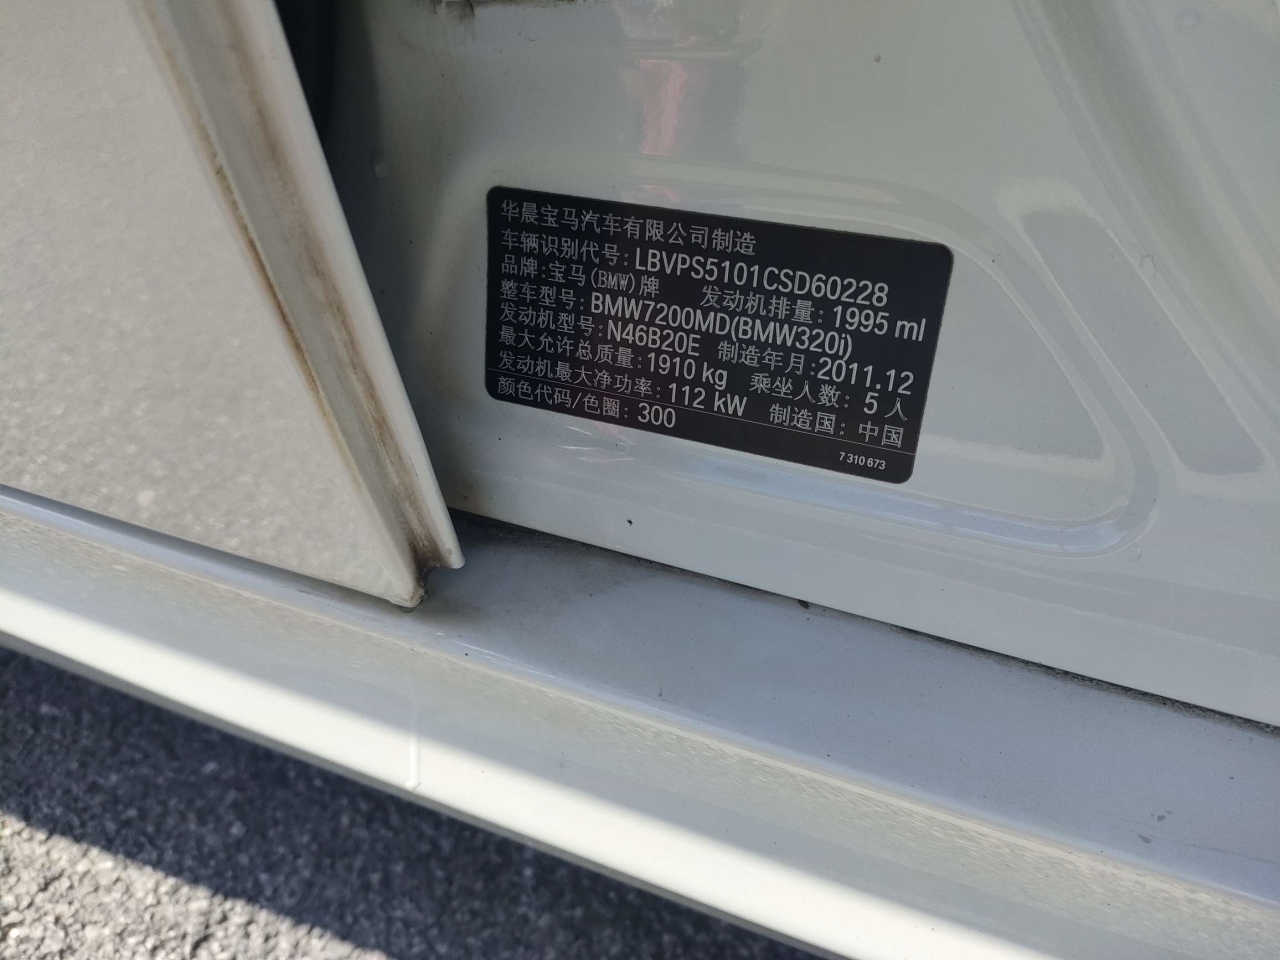 华晨宝马汽车有限公司制造
车辆识别代号: LBVPS5101CSD60228
品牌: 宝马(BMW)牌 发动机排量: 1995 ml
整车型号: BMW7200MD(BMW320i)
发动机型号: N46B20E 制造年月: 2011.12
最大允许总质量: 1910 kg 乘坐人数: 5 人
发动机最大净功率: 112 kW 制造国: 中国
颜色代码/色圈: 300
7 310 673